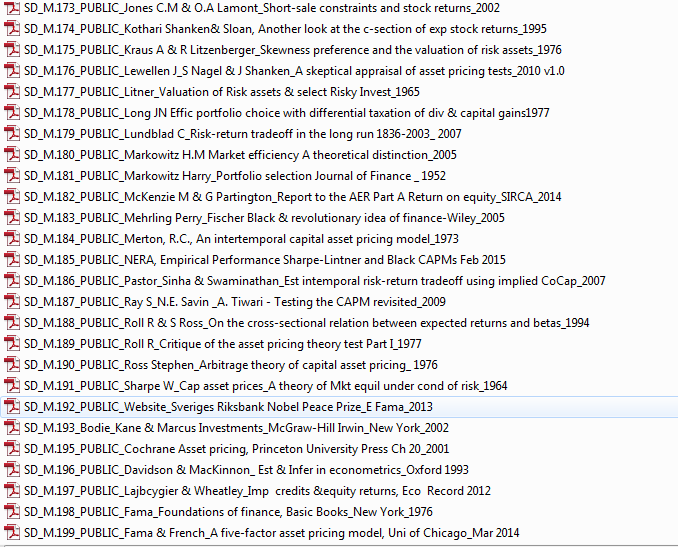 SD_M.173_PUBLIC_Jones C.M & O.A Lamont_Short-sale constraints and stock returns_2002
SD_M.174_PUBLIC_Kothari Shanken& Sloan, Another look at the c-section of exp stock returns_1995
SD_M.175_PUBLIC_Kraus A & R Litzenberger_Skewness preference and the valuation of risk assets_1976
SD_M.176_PUBLIC_Lewellen J_S Nagel & J Shanken_A skeptical appraisal of asset pricing tests_2010 v1.0
SD_M.177_PUBLIC_Litner_Valuation of Risk assets & select Risky Invest_1965
SD_M.178_PUBLIC_Long JN Effic portfolio choice with differential taxation of div & capital gains1977
SD_M.179_PUBLIC_Lundblad C_Risk-return tradeoff in the long run 1836-2003_ 2007
SD_M.180_PUBLIC_Markowitz H.M Market efficiency A theoretical distinction_2005
SD_M.181_PUBLIC_Markowitz Harry_Portfolio selection Journal of Finance _ 1952
SD_M.182_PUBLIC_McKenzie M & G Partington_Report to the AER Part A Return on equity_SIRCA_2014
SD_M.183_PUBLIC_Mehrling Perry_Fischer Black & revolutionary idea of finance-Wiley_2005
SD_M.184_PUBLIC_Merton, R.C., An intertemporal capital asset pricing model_1973
SD_M.185_PUBLIC_NERA, Empirical Performance Sharpe-Lintner and Black CAPMs Feb 2015
SD_M.186_PUBLIC_Pastor_Sinha & Swaminathan_Est intemporal risk-return tradeoff using implied CoCap_2007
SD_M.187_PUBLIC_Ray S_N.E. Savin _A. Tiwari - Testing the CAPM revisited_2009
SD_M.188_PUBLIC_Roll R & S Ross_On the cross-sectional relation between expected returns and betas_1994
SD_M.189_PUBLIC_Roll R_Critique of the asset pricing theory test Part I_1977
SD_M.190_PUBLIC_Ross Stephen_Arbitrage theory of capital asset pricing_ 1976
SD_M.191_PUBLIC_Sharpe W_Cap asset prices_A theory of Mkt equil under cond of risk_1964
SD_M.192_PUBLIC_Website_Sveriges Riksbank Nobel Peace Prize_E Fama_2013
SD_M.193_Bodie_Kane & Marcus Investments_McGraw-Hill Irwin_New York_2002
SD_M.195_PUBLIC_Cochrane Asset pricing, Princeton University Press Ch 20_2001
SD_M.196_PUBLIC_Davidson & MacKinnon_ Est & Infer in econometrics_Oxford 1993
SD_M.197_PUBLIC_Lajbcygier & Wheatley_Imp  credits &equity returns, Eco  Record 2012
SD_M.198_PUBLIC_Fama_Foundations of finance, Basic Books_New York_1976
SD_M.199_PUBLIC_Fama & French_A five-factor asset pricing model, Uni of Chicago_Mar 2014